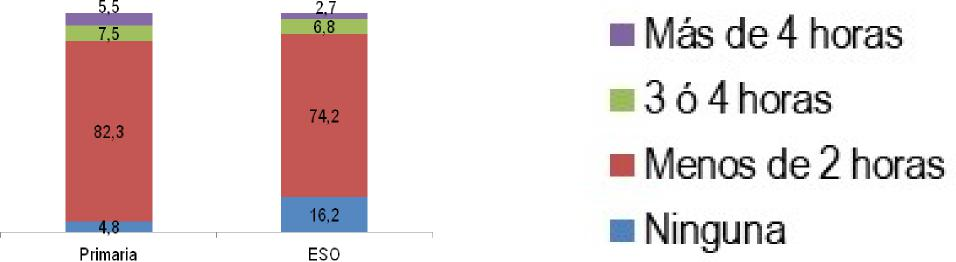 5,5 2,7
7,5 6,8
82,3 74,2
4,8 16,2
Primaria ESO
Más de 4 horas
3 ó 4 horas
Menos de 2 horas
Ninguna